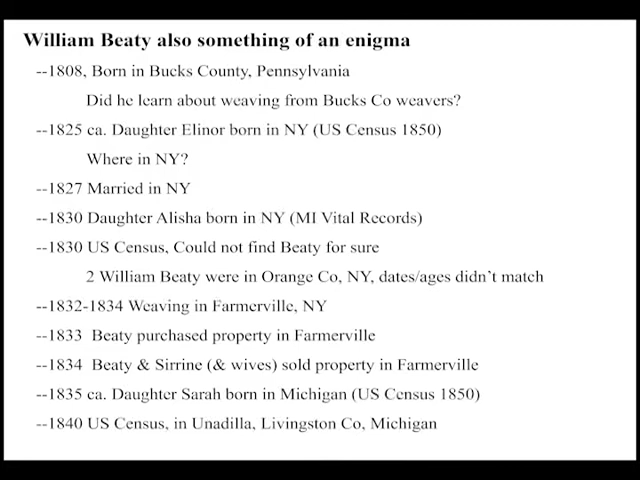 William Beaty also something of an enigma
--1808, Born in Bucks County, Pennsylvania
Did he learn about weaving from Bucks Co weavers?
--1825 ca. Daughter Elinor born in NY (US Census 1850)
Where in NY?
--1827 Married in NY
--1830 Daughter Alisha born in NY (MI Vital Records)
--1830 US Census, Could not find Beaty for sure
2 William Beaty were in Orange Co, NY, dates/ages didn't match
--1832-1834 Weaving in Farmerville, NY
--1833  Beaty purchased property in Farmerville
--1834  Beaty & Sirrine (& wives) sold property in Farmerville
--1835 ca. Daughter Sarah born in Michigan (US Census 1850)
--1840 US Census, in Unadilla, Livingston Co, Michigan